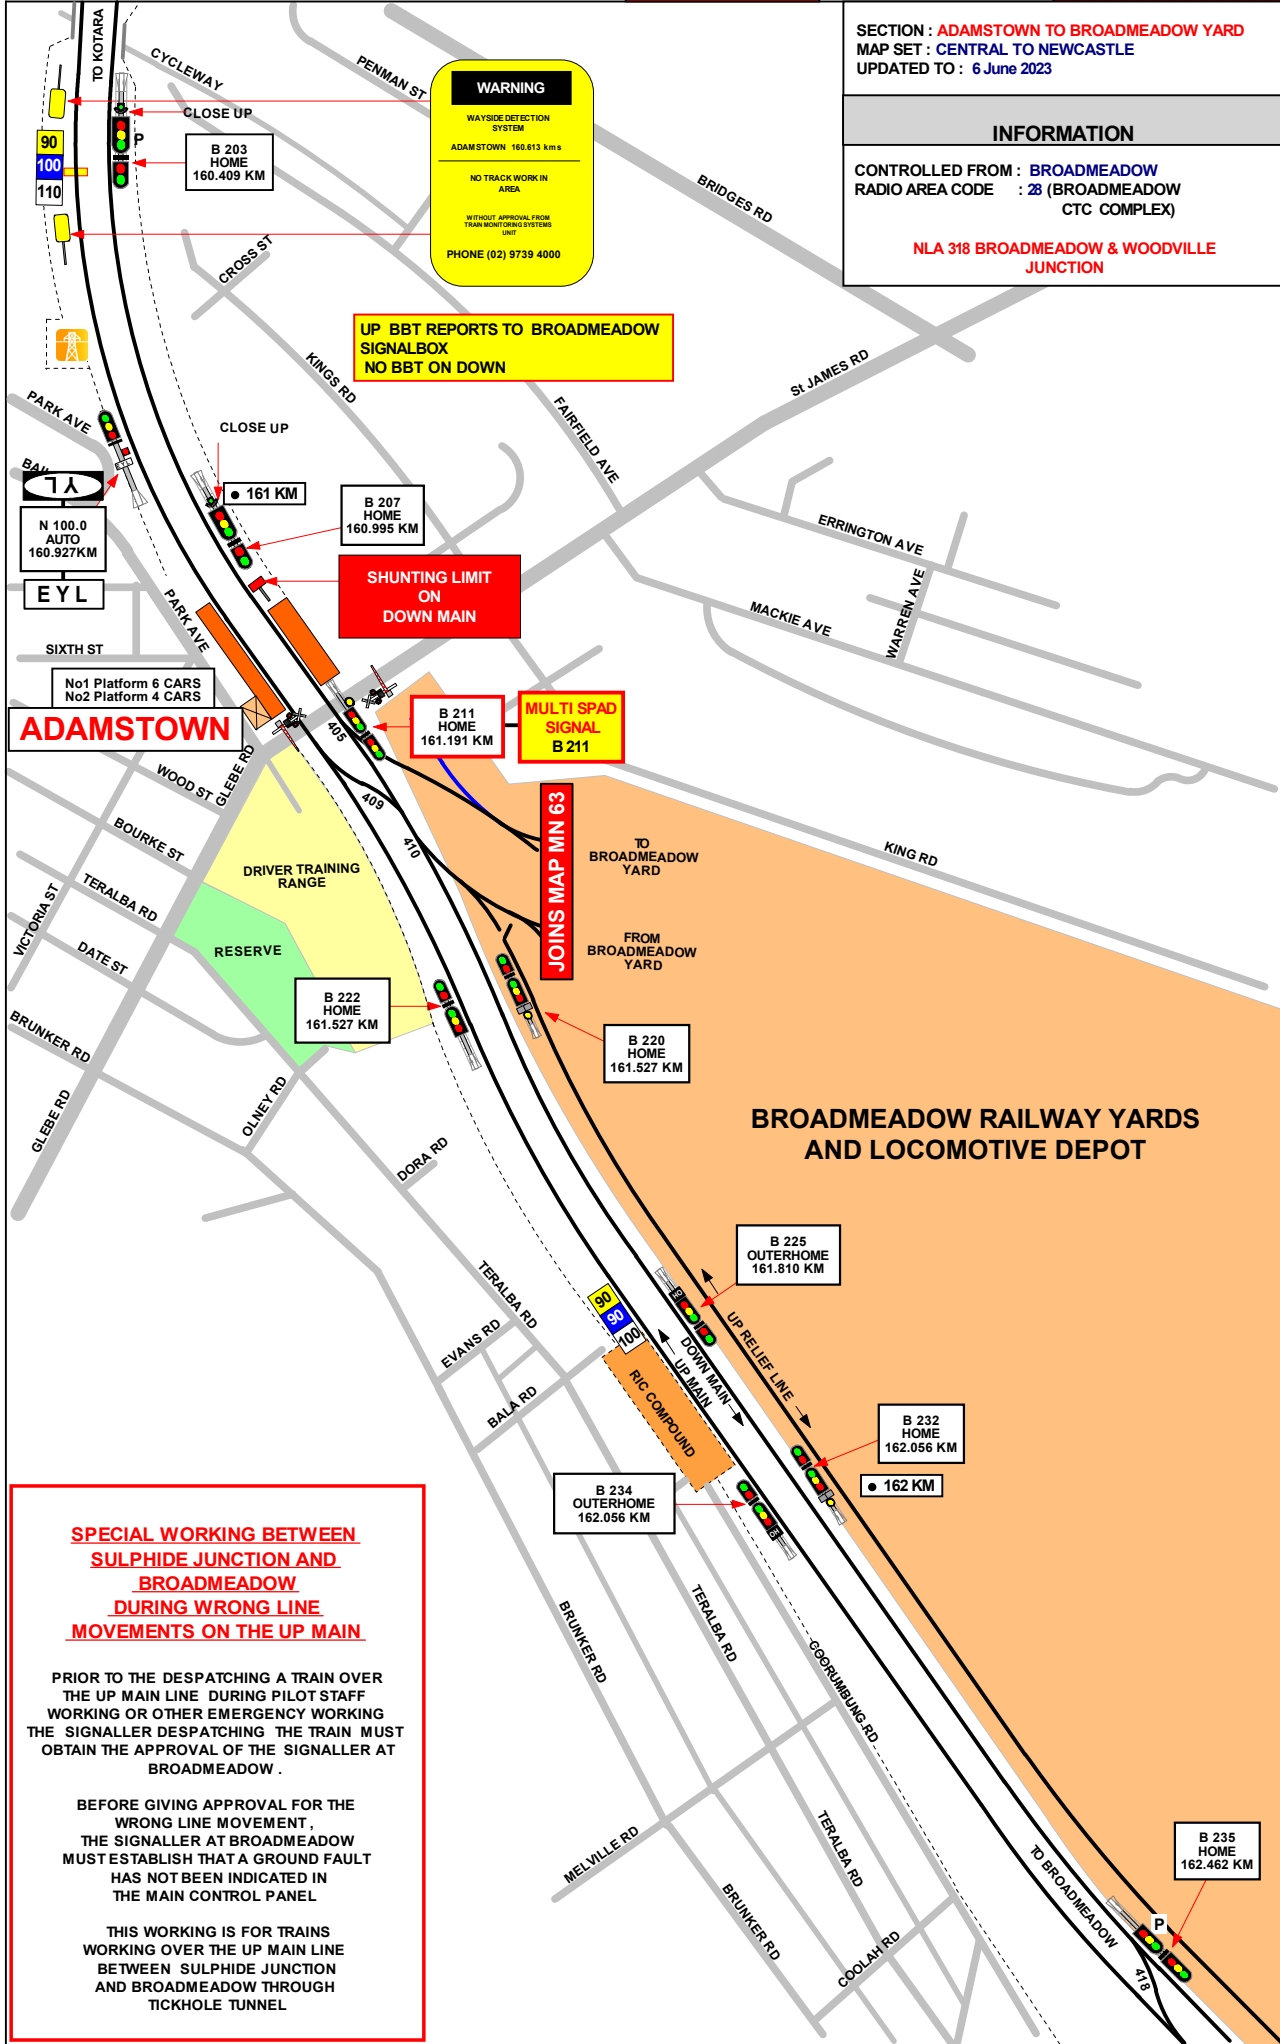 SECTION : ADAMSTOWN TO BROADMEADOW YARD
MAP SET : CENTRAL TO NEWCASTLE
UPDATED TO : 6 June 2023
INFORMATION
CONTROLLED FROM : BROADMEADOW
RADIO AREA CODE : 28 (BROADMEADOW
CTC COMPLEX)
NLA 318 BROADMEADOW & WOODVILLE
JUNCTION
TO KOTARA
CYCLEWAY
PENMAN ST
BRIDGES RD
CLOSE UP
P
B 203
HOME
160.409 KM
90
100
110
WARNING
WAYSIDE DETECTION
SYSTEM
ADAMSTOWN 160.613 kms
NO TRACK WORK IN
AREA
WITHOUT APPROVAL FROM
TRAIN MONITORING SYSTEMS
UNIT
PHONE (02) 9739 4000
CROSS ST
UP BBT REPORTS TO BROADMEADOW
SIGNALBOX
NO BBT ON DOWN
KINGS RD
FAIRFIELD AVE
St JAMES RD
PARK AVE
CLOSE UP
161 KM
YL
N 100.0
AUTO
160.927KM
E Y L
B 207
HOME
160.995 KM
SHUNTING LIMIT
ON
DOWN MAIN
ERRINGTON AVE
WARREN AVE
MACKIE AVE
PARK AVE
SIXTH ST
No1 Platform 6 CARS
No2 Platform 4 CARS
ADAMSTOWN
405
B 211
HOME
161.191 KM
MULTI SPAD
SIGNAL
B 211
GLEBE RD
WOOD ST
BOURKE ST
TERALBA RD
VICTORIA ST
DATE ST
BRUNKER RD
GLEBE RD
409
410
DRIVER TRAINING
RANGE
RESERVE
JOINS MAP MN 63
TO
BROADMEADOW
YARD
FROM
BROADMEADOW
YARD
KING RD
B 222
HOME
161.527 KM
B 220
HOME
161.527 KM
OLNEY RD
DORA RD
BROADMEADOW RAILWAY YARDS
AND LOCOMOTIVE DEPOT
B 225
OUTERHOME
161.810 KM
OH
TERALBA RD
EVANS RD
BALA RD
90
90
100
RIC COMPOUND
UP MAIN
DOWN MAIN
UP RELIEF LINE
B 232
HOME
162.056 KM
162 KM
B 234
OUTERHOME
162.056 KM
OH
SPECIAL WORKING BETWEEN
SULPHIDE JUNCTION AND
BROADMEADOW
DURING WRONG LINE
MOVEMENTS ON THE UP MAIN
PRIOR TO THE DESPATCHING A TRAIN OVER
THE UP MAIN LINE DURING PILOT STAFF
WORKING OR OTHER EMERGENCY WORKING
THE SIGNALLER DESPATCHING THE TRAIN MUST
OBTAIN THE APPROVAL OF THE SIGNALLER AT
BROADMEADOW .
BEFORE GIVING APPROVAL FOR THE
WRONG LINE MOVEMENT ,
THE SIGNALLER AT BROADMEADOW
MUST ESTABLISH THAT A GROUND FAULT
HAS NOT BEEN INDICATED IN
THE MAIN CONTROL PANEL
THIS WORKING IS FOR TRAINS
WORKING OVER THE UP MAIN LINE
BETWEEN SULPHIDE JUNCTION
AND BROADMEADOW THROUGH
TICKHOLE TUNNEL
BRUNKER RD
TERALBA RD
COORUMBUNG RD
MELVILLE RD
TERALBA RD
BRUNKER RD
COOLAH RD
TO BROADMEADOW
B 235
HOME
162.462 KM
P
418